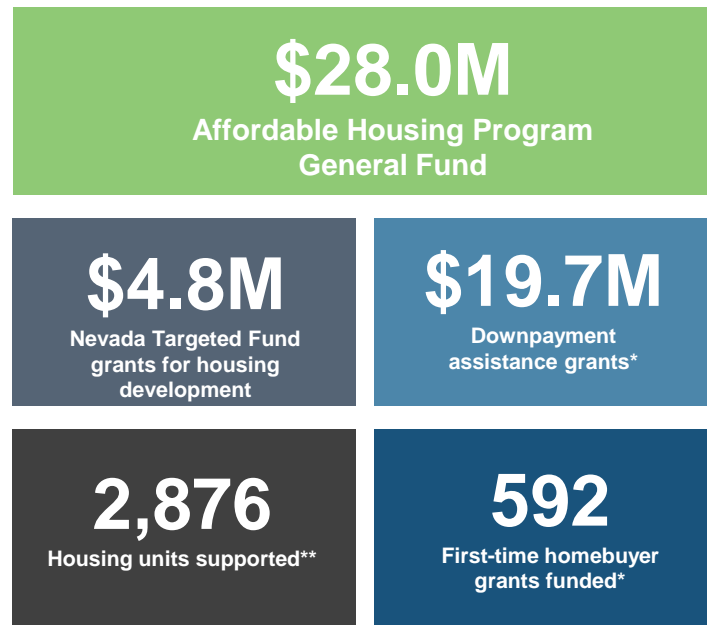 $28.0M
Affordable Housing Program
General Fund
$4.8M
Nevada Targeted Fund
grants for housing
development
$19.7M
Downpayment
assistance grants*
2,876
Housing units supported**
592
First-time homebuyer
grants funded*